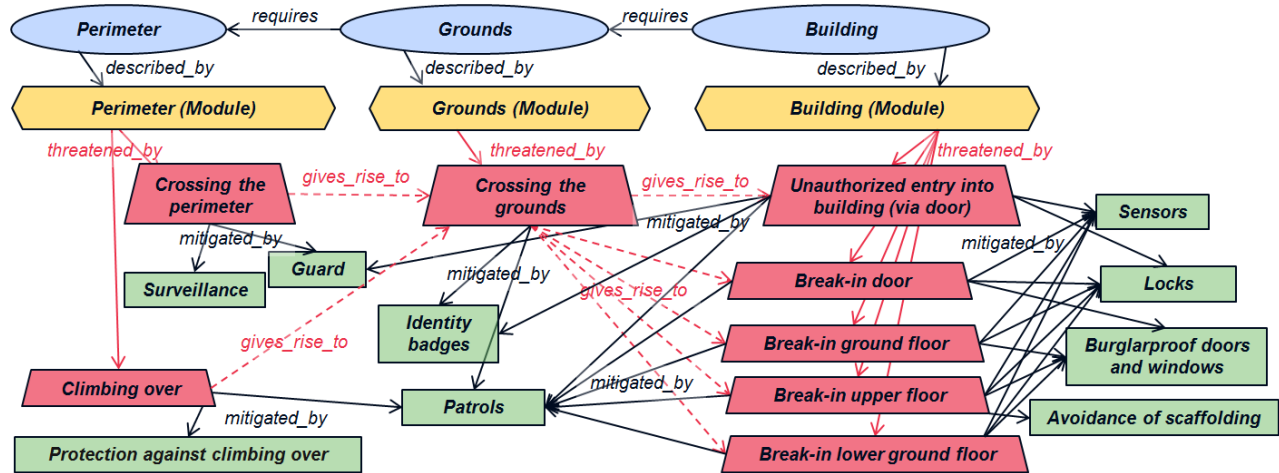 Perimeter
requires
Grounds
requires
Building
described_by
described_by
described_by
Perimeter (Module)
Grounds (Module)
Building (Module)
threatened_by
threatened_by
threatened_by
Crossing the
perimeter
gives_rise_to
Crossing the
grounds
gives_rise_to
Unauthorized entry into
building (via door)
Sensors
mitigated_by
mitigated_by
mitigated_by
Guard
mitigated_by
Surveillance
Break-in door
Locks
gives_rise_to
Identity
badges
gives_rise_to
Break-in ground floor
Burglarproof doors
and windows
Climbing over
mitigated_by
Break-in upper floor
Patrols
Avoidance of scaffolding
mitigated_by
Protection against climbing over
Break-in lower ground floor